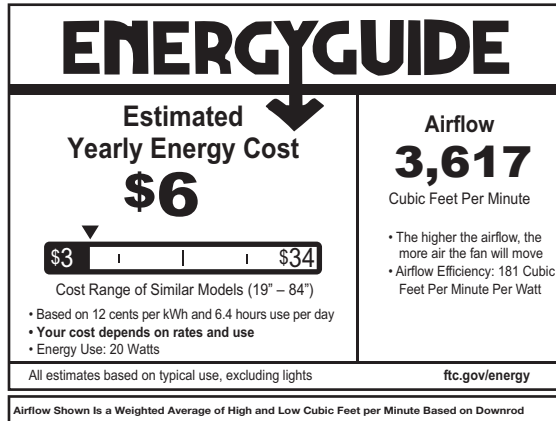 ENERGYGUIDE
Estimated
Yearly Energy Cost
$6
$3
$34
Cost Range of Similar Models (19” – 84”)
• Based on 12 cents per kWh and 6.4 hours use per day
• Your cost depends on rates and use
• Energy Use: 20 Watts
Airflow
3,617
Cubic Feet Per Minute
• The higher the airflow, the
more air the fan will move
• Airflow Efficiency: 181 Cubic
Feet Per Minute Per Watt
All estimates based on typical use, excluding lights
ftc.gov/energy
Airflow Shown Is a Weighted Average of High and Low Cubic Feet per Minute Based on Downrod